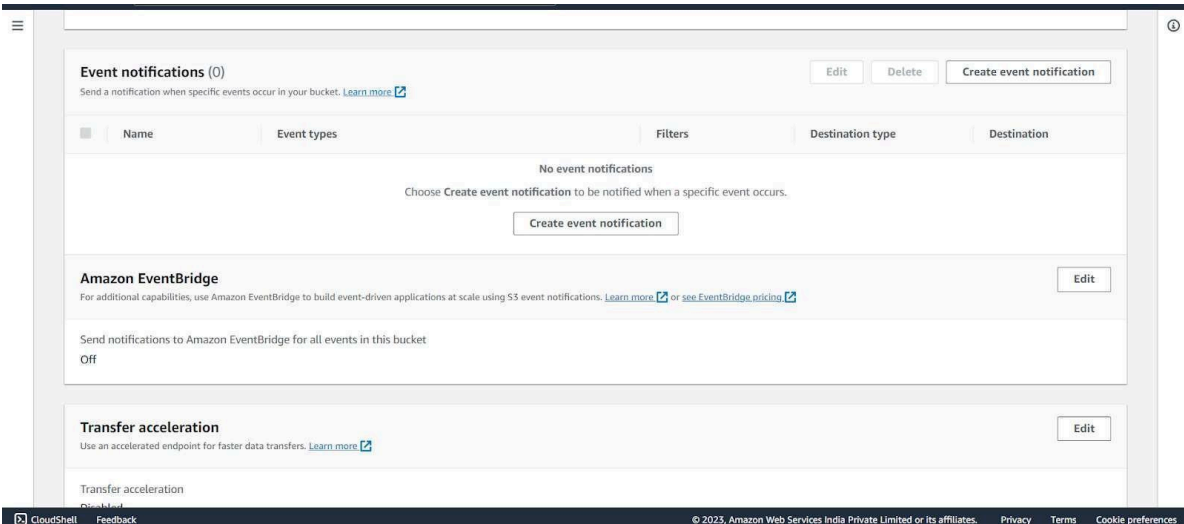 Event notifications (0)
Edit Delete Create event notification
Send a notification when specific events occur in your bucket. Learn more
Name Event types Filters Destination type Destination
No event notifications
Choose Create event notification to be notified when a specific event occurs.
Create event notification
Amazon EventBridge
Edit
For additional capabilities, use Amazon EventBridge to build event-driven applications at scale using S3 event notifications. Learn more or see EventBridge pricing
Send notifications to Amazon EventBridge for all events in this bucket
Off
Transfer acceleration
Edit
Use an accelerated endpoint for faster data transfers. Learn more
Transfer acceleration
Disabled
CloudShell Feedback © 2023, Amazon Web Services India Private Limited or its affiliates. Privacy Terms Cookie preferences